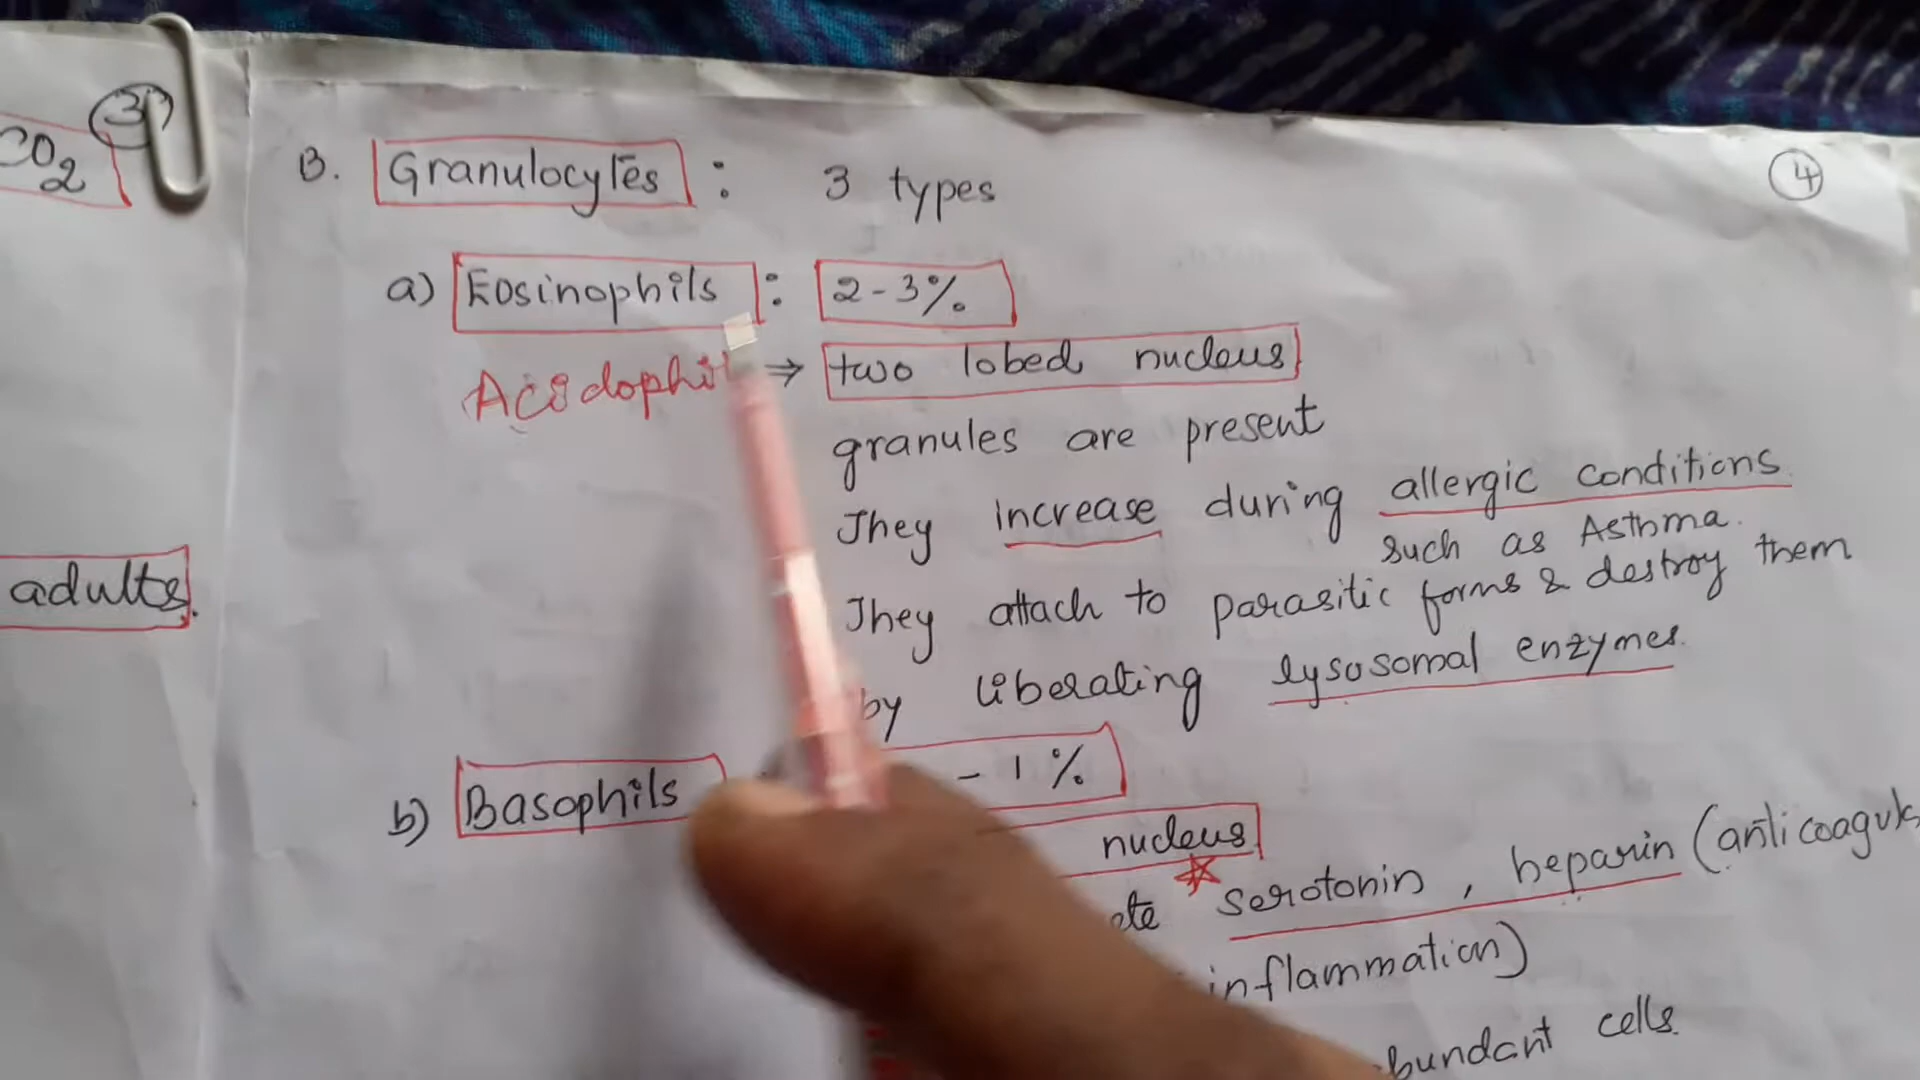 CO2
3
adults.
4
B. Granulocytes : 3 types
a) Eosinophils : 2-3%
Acidophil ⇒ two lobed nucleus
granules are present
They increase during allergic conditions
such as Asthma.
They attach to parasitic forms & destroy them
by liberating lysosomal enzymes.
b) Basophils - 1%
nucleus
serotonin, heparin (anticoagul
inflammation)
cells